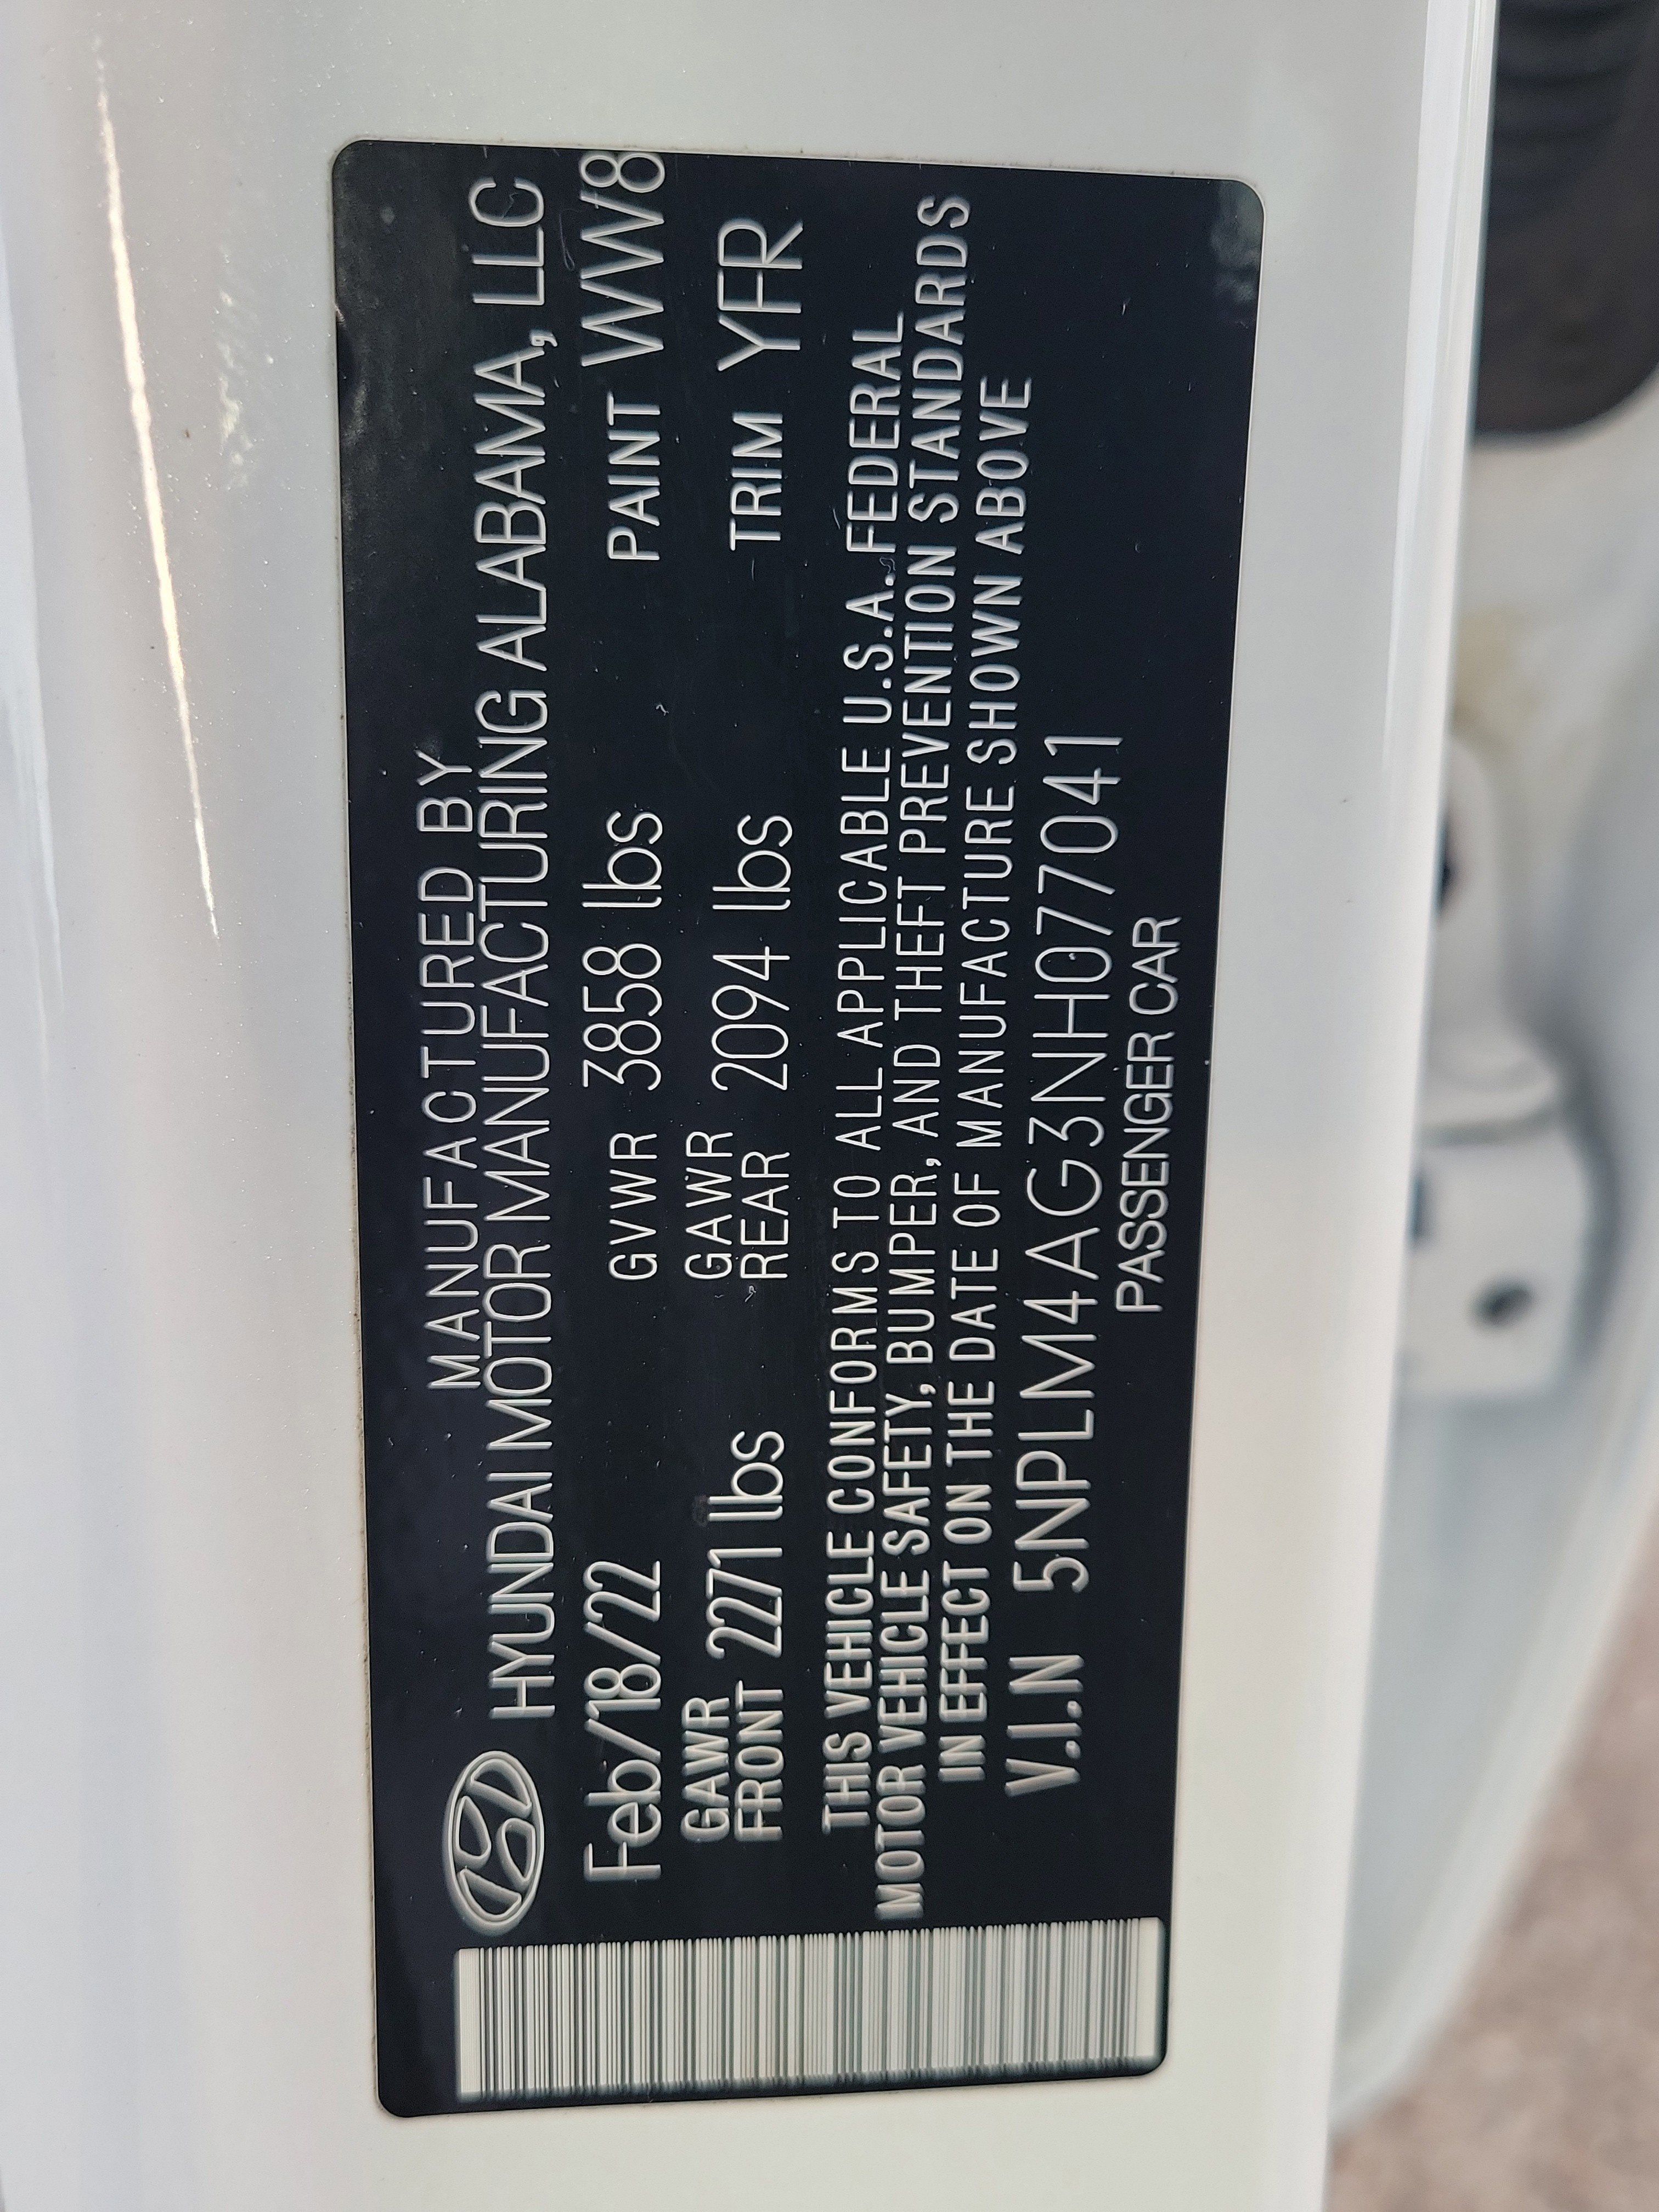 MANUFACTURED BY
HYUNDAI MOTOR MANUFACTURING ALABAMA, LLC
Feb/18/22 GVWR 3858 lbs PAINT WW8
GAWR FRONT 2271 lbs GAWR REAR 2094 lbs TRIM YFR
THIS VEHICLE CONFORMS TO ALL APPLICABLE U.S.A. FEDERAL
MOTOR VEHICLE SAFETY, BUMPER, AND THEFT PREVENTION STANDARDS
IN EFFECT ON THE DATE OF MANUFACTURE SHOWN ABOVE
V.I.N 5NPLM4AG3NH077041
PASSENGER CAR